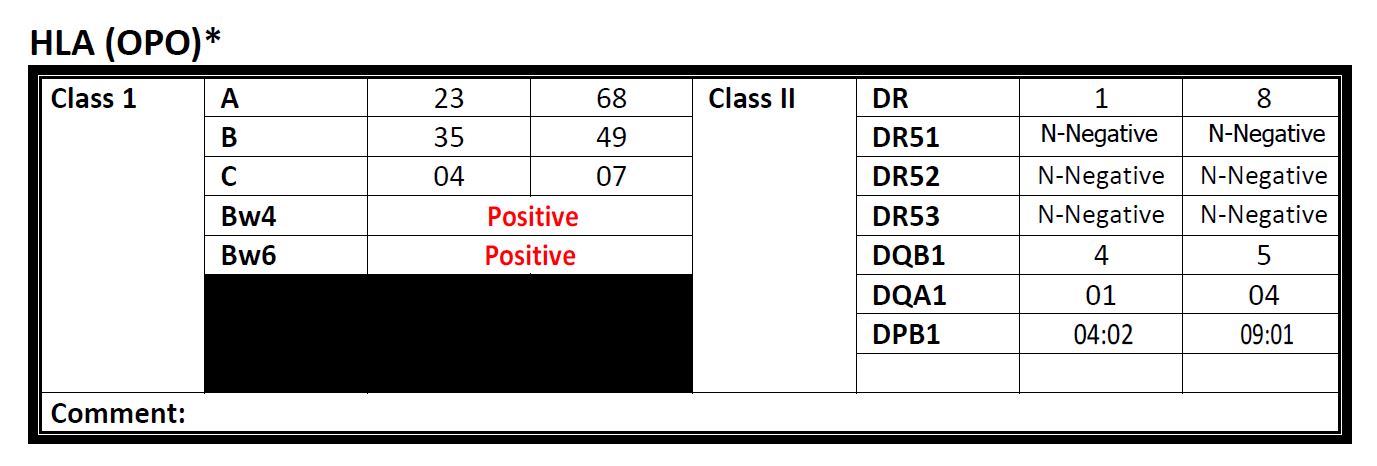 HLA (OPO)*
Class 1 A 23 68 Class II DR 1 8
B 35 49 DR51 N-Negative N-Negative
C 04 07 DR52 N-Negative N-Negative
Bw4 Positive DR53 N-Negative N-Negative
Bw6 Positive DQB1 4 5
DQA1 01 04
DPB1 04:02 09:01
Comment: